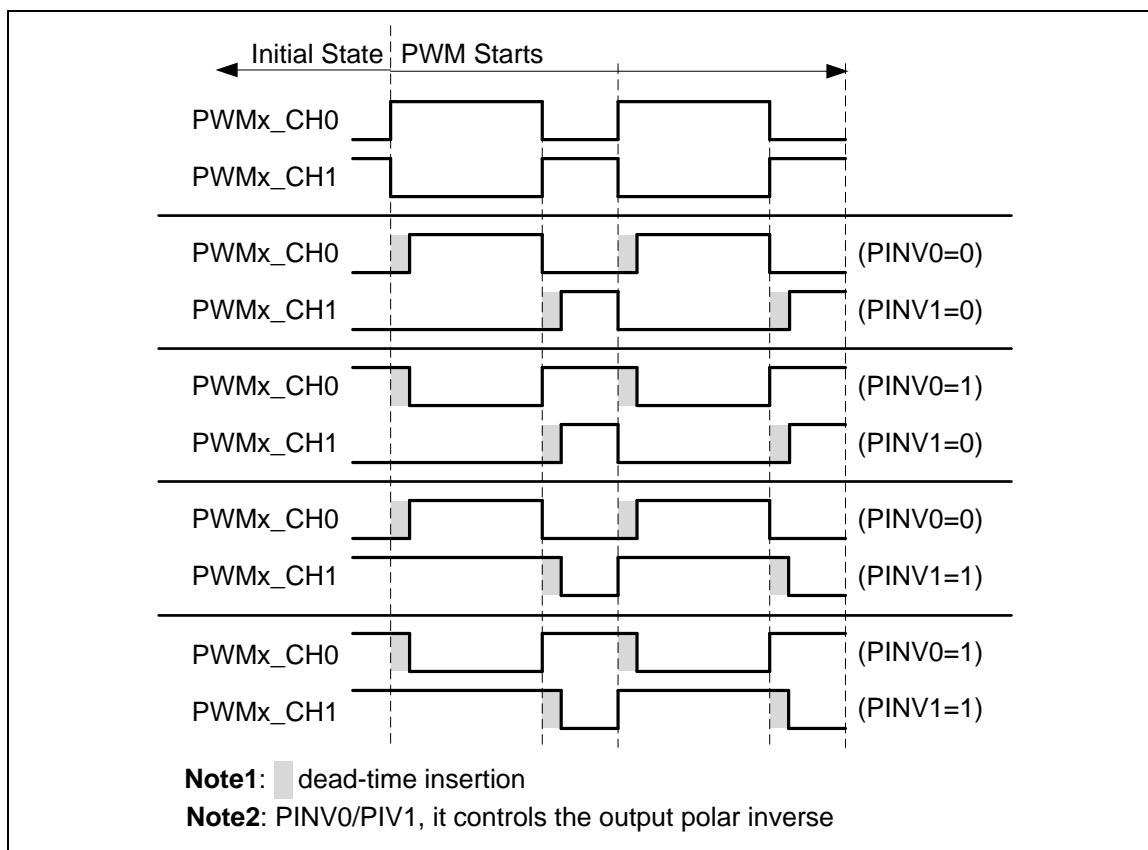 Initial State PWM Starts
PWMx_CH0
PWMx_CH1
PWMx_CH0 (PINV0=0)
PWMx_CH1 (PINV1=0)
PWMx_CH0 (PINV0=1)
PWMx_CH1 (PINV1=0)
PWMx_CH0 (PINV0=0)
PWMx_CH1 (PINV1=1)
PWMx_CH0 (PINV0=1)
PWMx_CH1 (PINV1=1)
Note1: dead-time insertion
Note2: PINV0/PIV1, it controls the output polar inverse